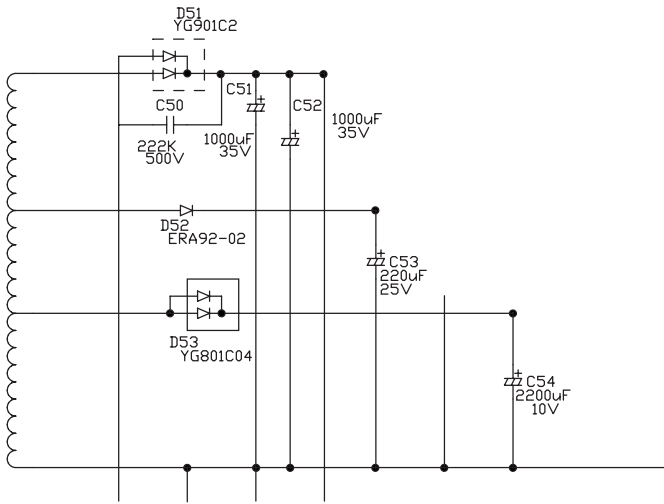 D51
YG901C2
C50
222K
500V
C51
1000uF
35V
C52
1000uF
35V
D52
ERA92-02
C53
220uF
25V
D53
YG801C04
C54
2200uF
10V